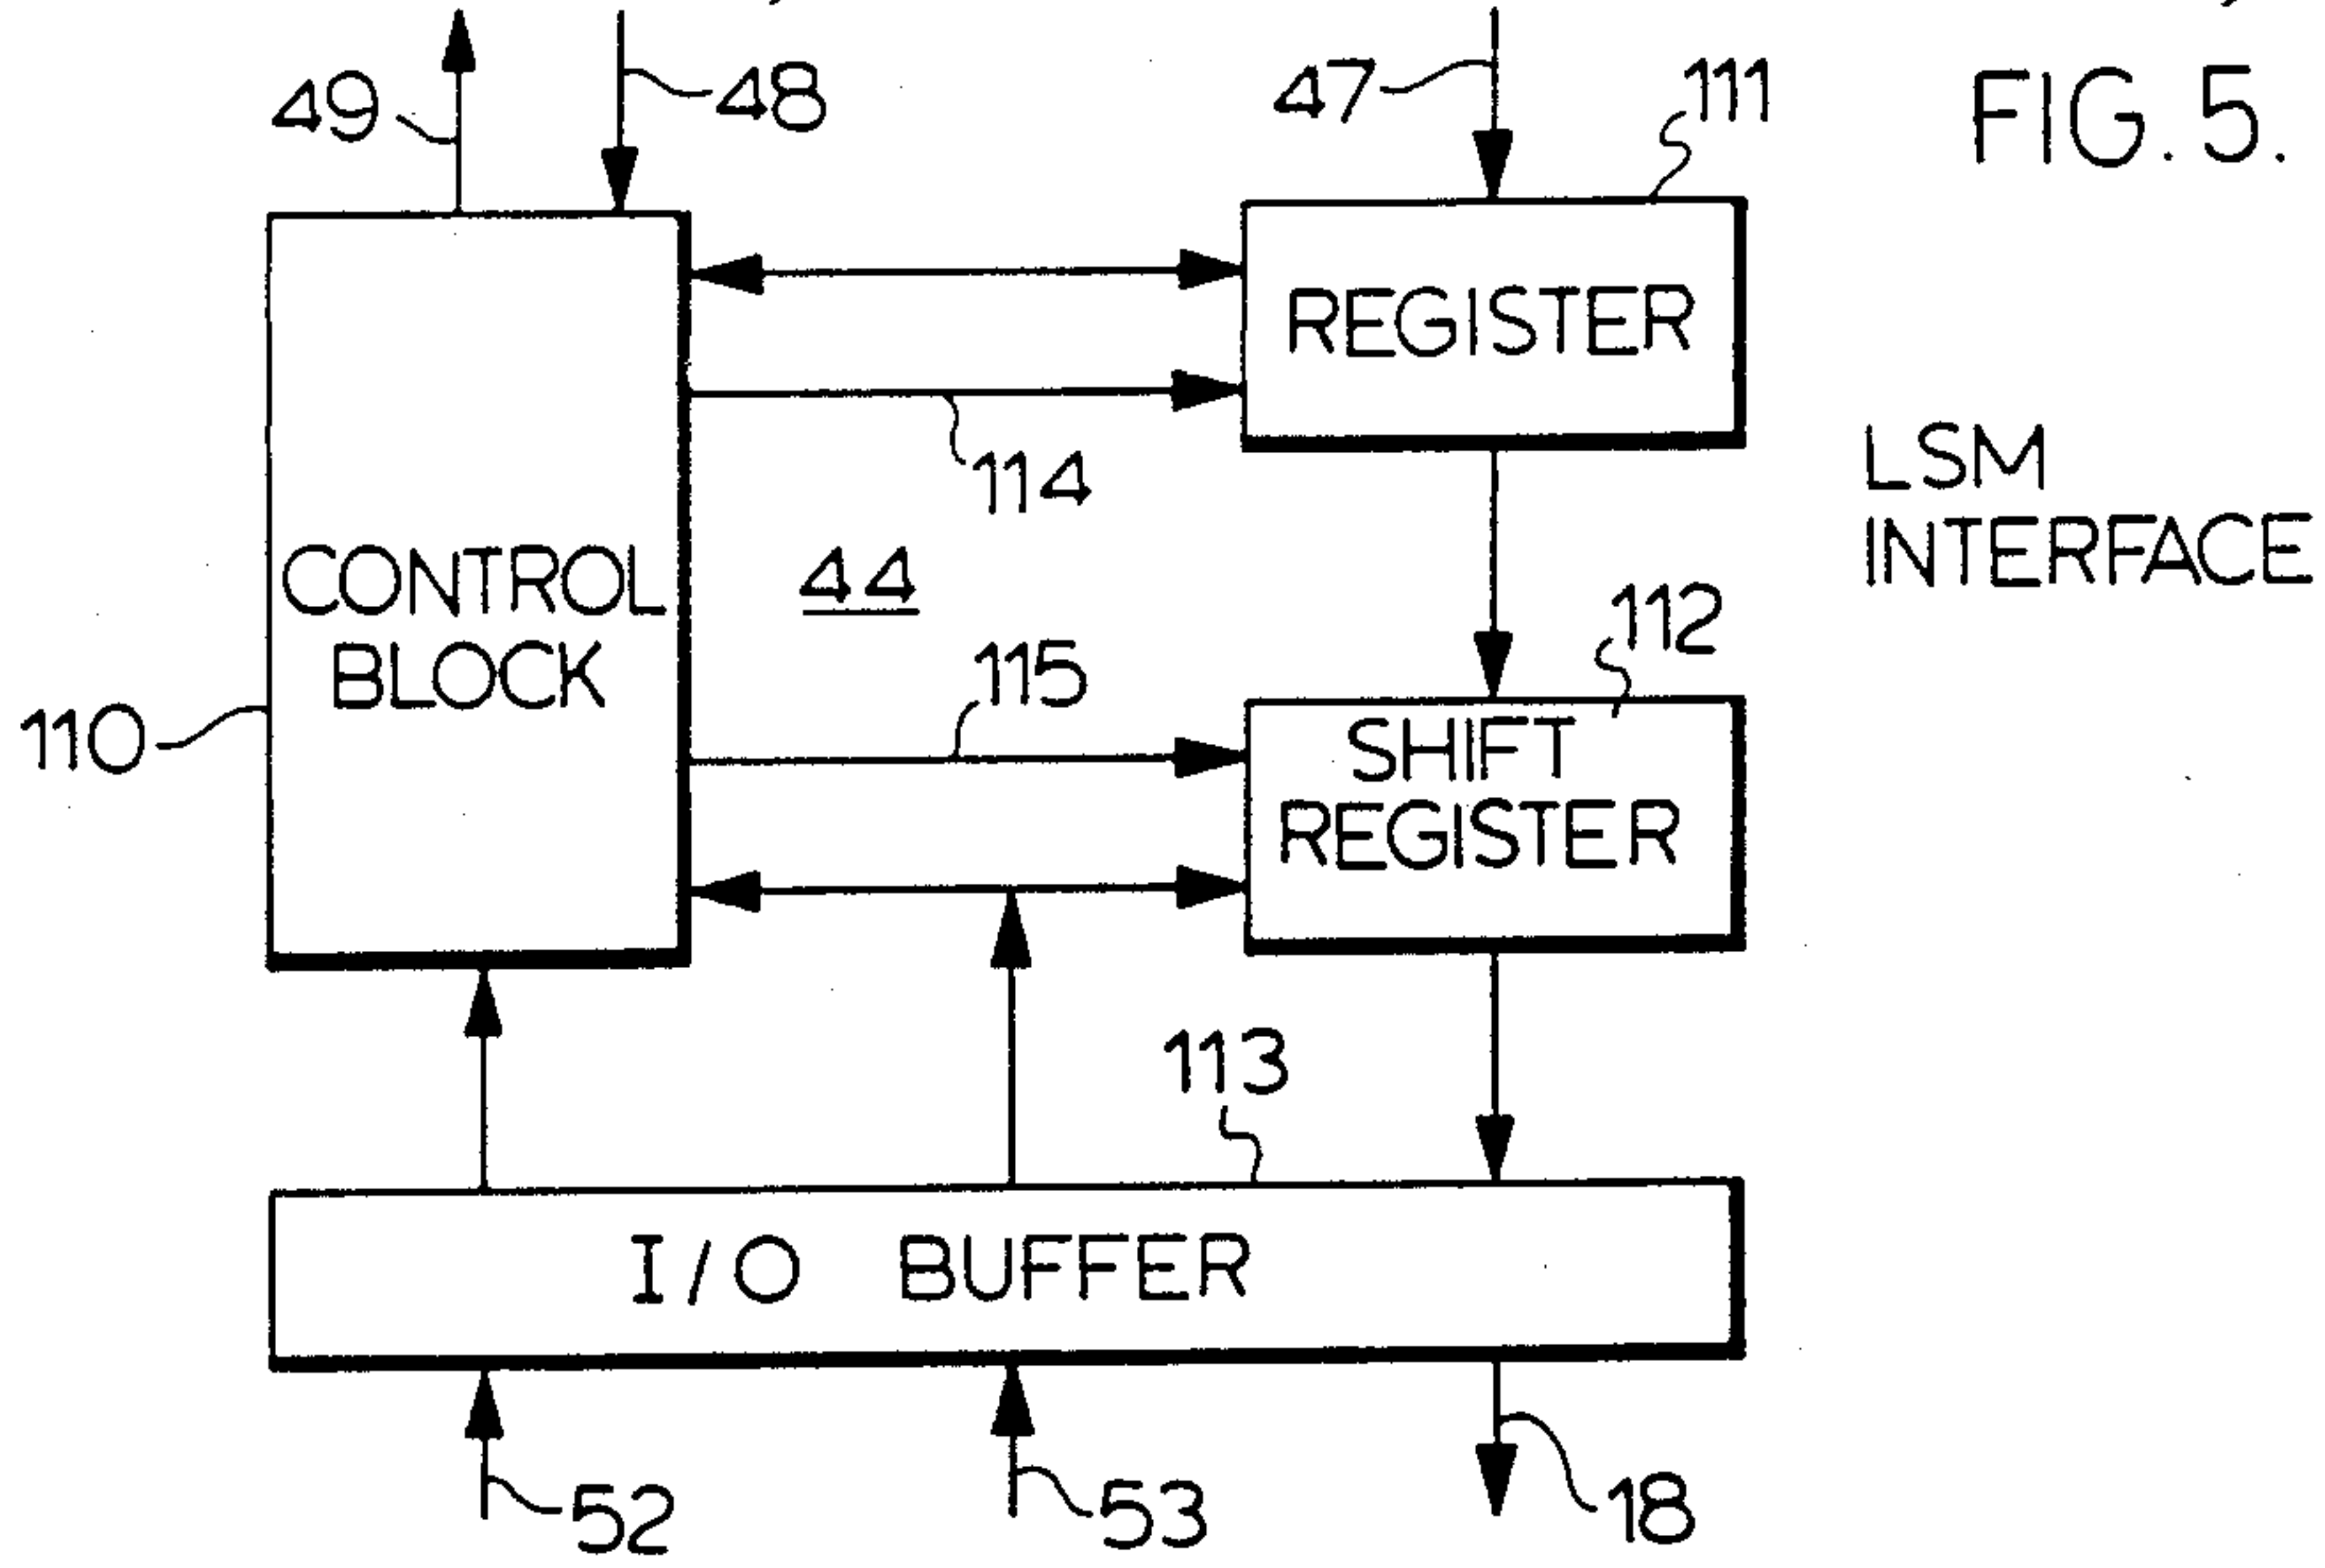 49
48
47
111
FIG. 5.
REGISTER
114
LSM
INTERFACE
44
CONTROL
BLOCK
112
115
SHIFT
REGISTER
110
113
I/O BUFFER
52
53
18